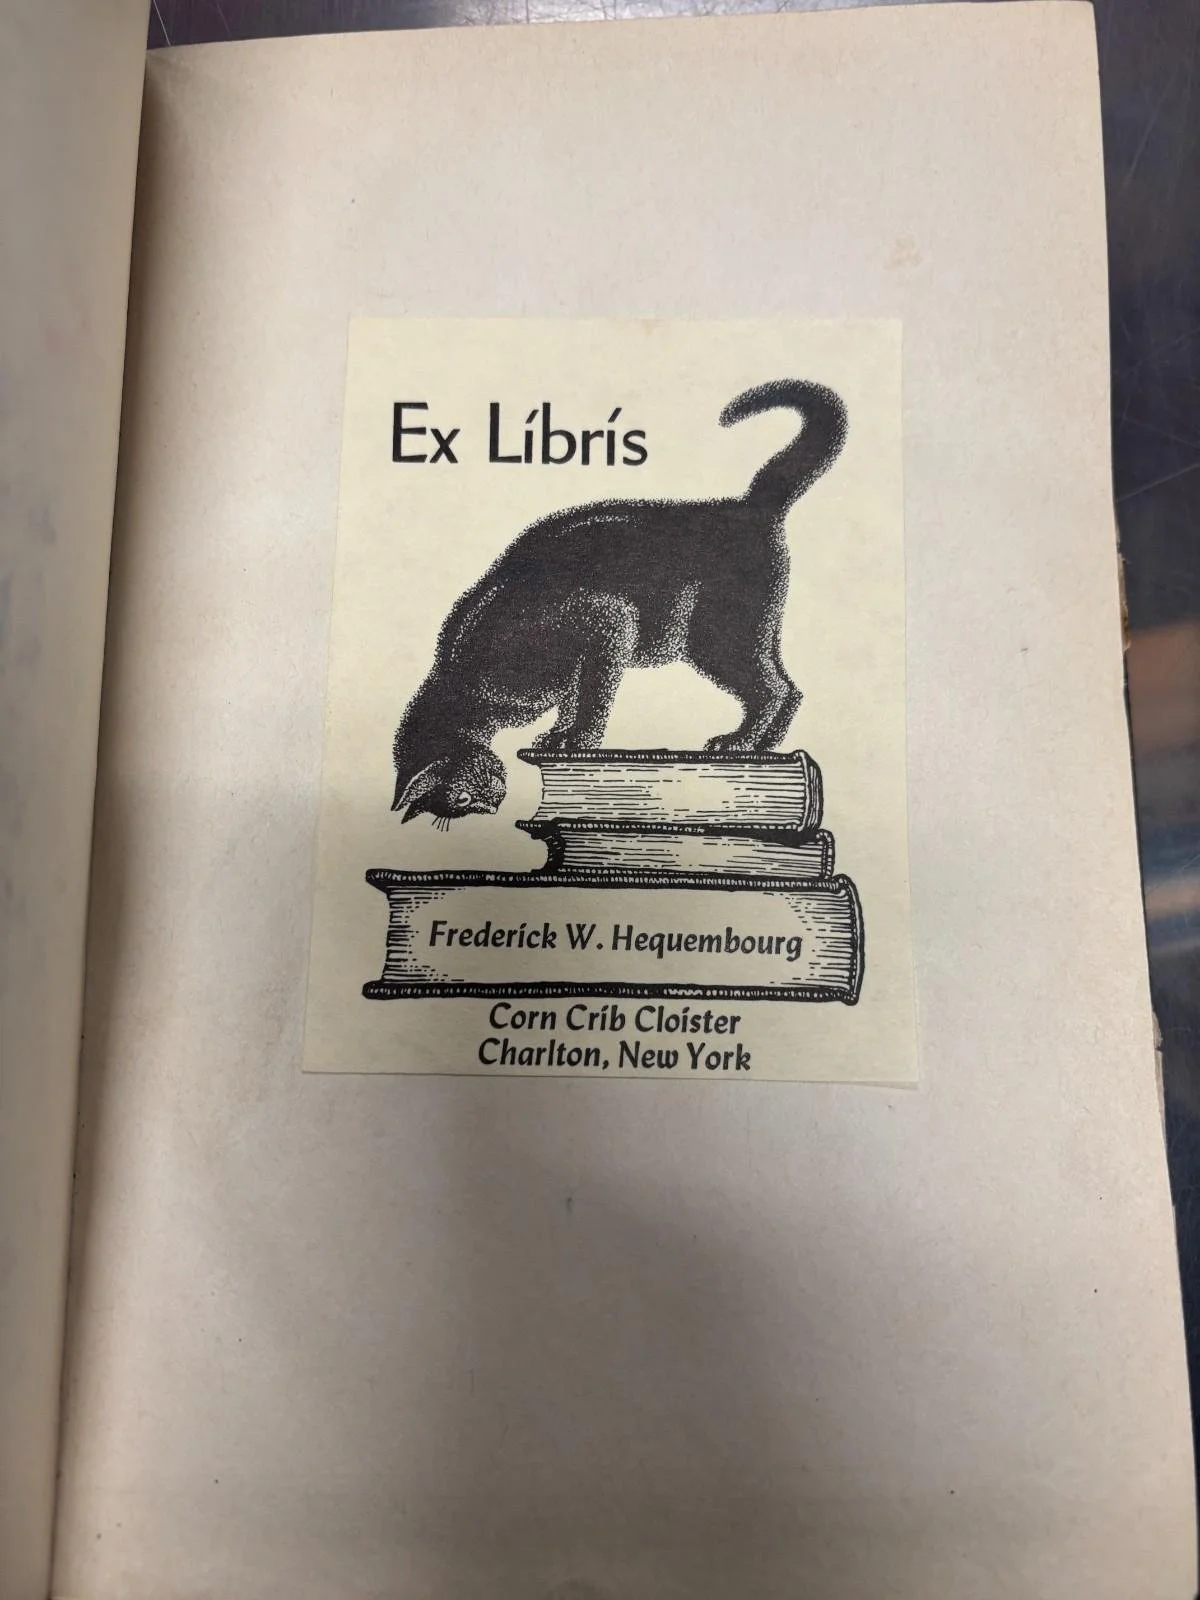 Ex Libris
Frederick W. Hequembourg
Corn Crib Cloister
Charlton, New York